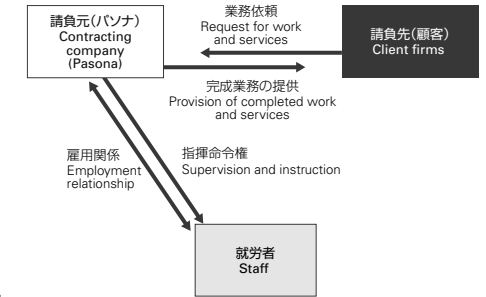 請負元（パソナ）
Contracting
company
(Pasona)
業務依頼
Request for work
and services
請負先（顧客）
Client firms
完成業務の提供
Provision of completed work
and services
雇用関係
Employment
relationship
指揮命令権
Supervision and instruction
就労者
Staff